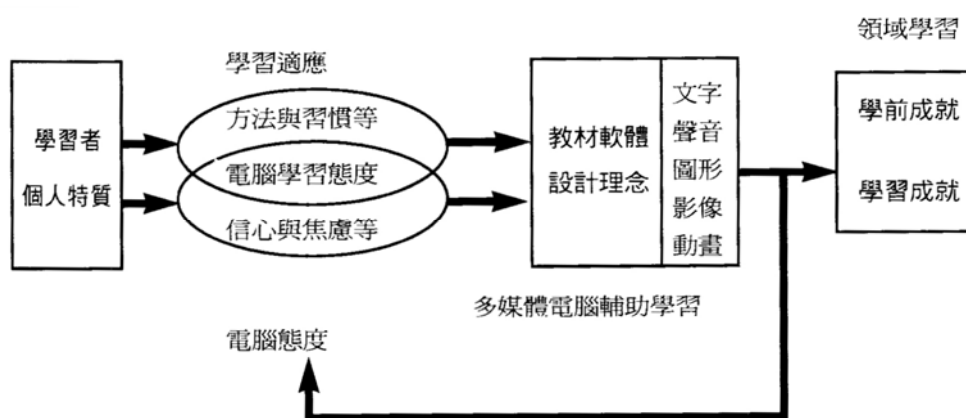 領域學習
學習適應
學習者
個人特質
方法與習慣等
電腦學習態度
信心與焦慮等
教材軟體
設計理念
文字
聲音
圖形
影像
動畫
學前成就
學習成就
多媒體電腦輔助學習
電腦態度